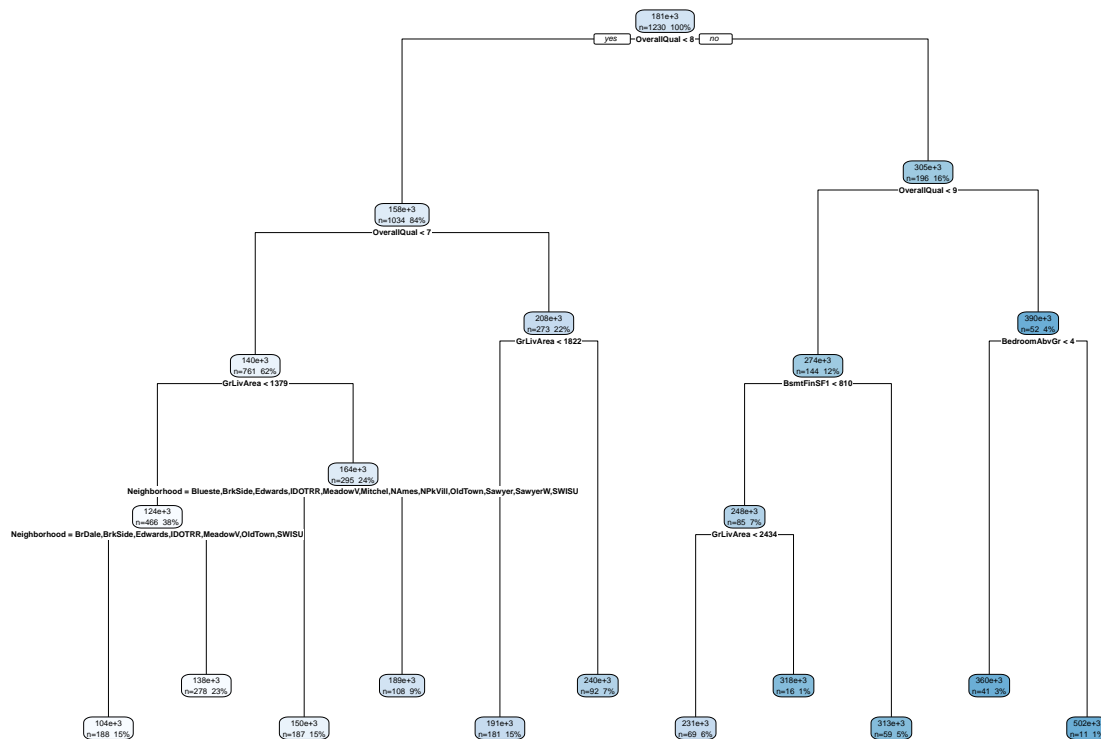 181e+3
n=1230 100%
yes OverallQual < 8 no
305e+3
n=196 16%
OverallQual < 9
158e+3
n=1034 84%
OverallQual < 7
208e+3
n=273 22%
GrLivArea < 1822
390e+3
n=52 4%
BedroomAbvGr < 4
140e+3
n=761 62%
GrLivArea < 1379
274e+3
n=144 12%
BsmtFinSF1 < 810
164e+3
n=295 24%
Neighborhood = Blueste,BrkSide,Edwards,IDOTRR,MeadowV,Mitchel,NAmes,NPkVill,OldTown,Sawyer,SawyerW,SWISU
124e+3
n=466 38%
Neighborhood = BrDale,BrkSide,Edwards,IDOTRR,MeadowV,OldTown,SWISU
248e+3
n=85 7%
GrLivArea < 2434
138e+3
n=278 23%
189e+3
n=108 9%
240e+3
n=92 7%
318e+3
n=16 1%
360e+3
n=41 3%
104e+3
n=188 15%
150e+3
n=187 15%
191e+3
n=181 15%
231e+3
n=69 6%
313e+3
n=59 5%
502e+3
n=11 1%